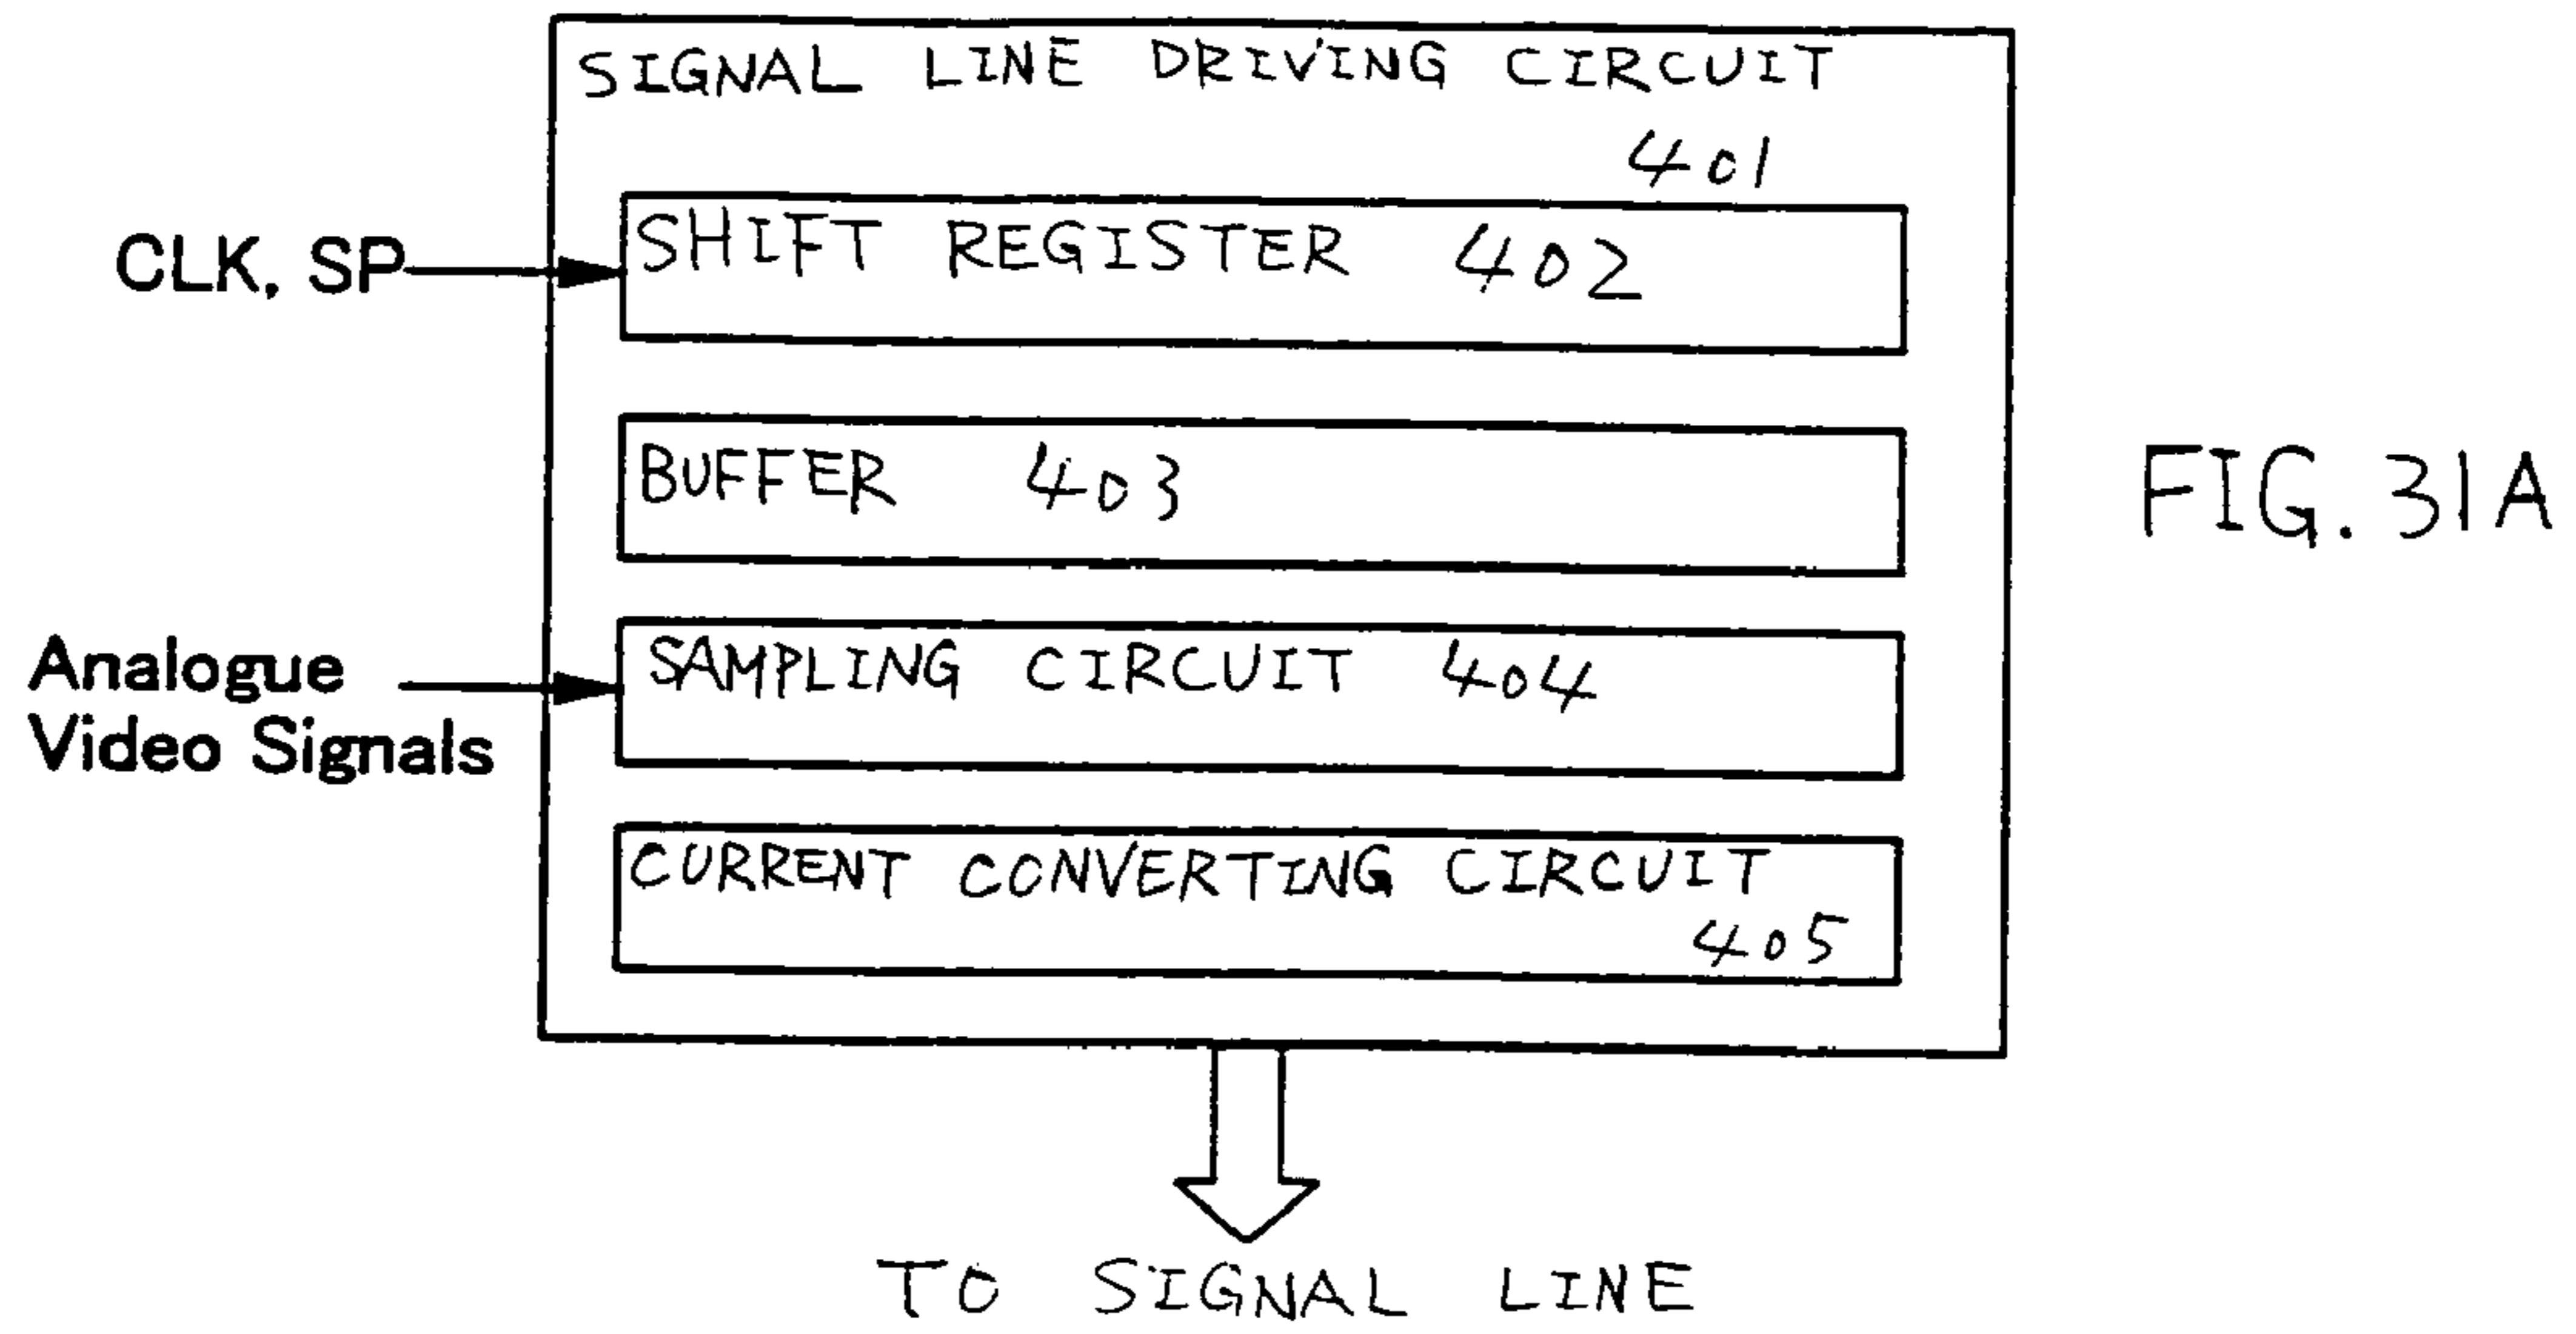 SIGNAL LINE DRIVING CIRCUIT
401
CLK, SP
SHIFT REGISTER 402
BUFFER 403
FIG. 31A
Analogue
Video Signals
SAMPLING CIRCUIT 404
CURRENT CONVERTING CIRCUIT
405
TO SIGNAL LINE